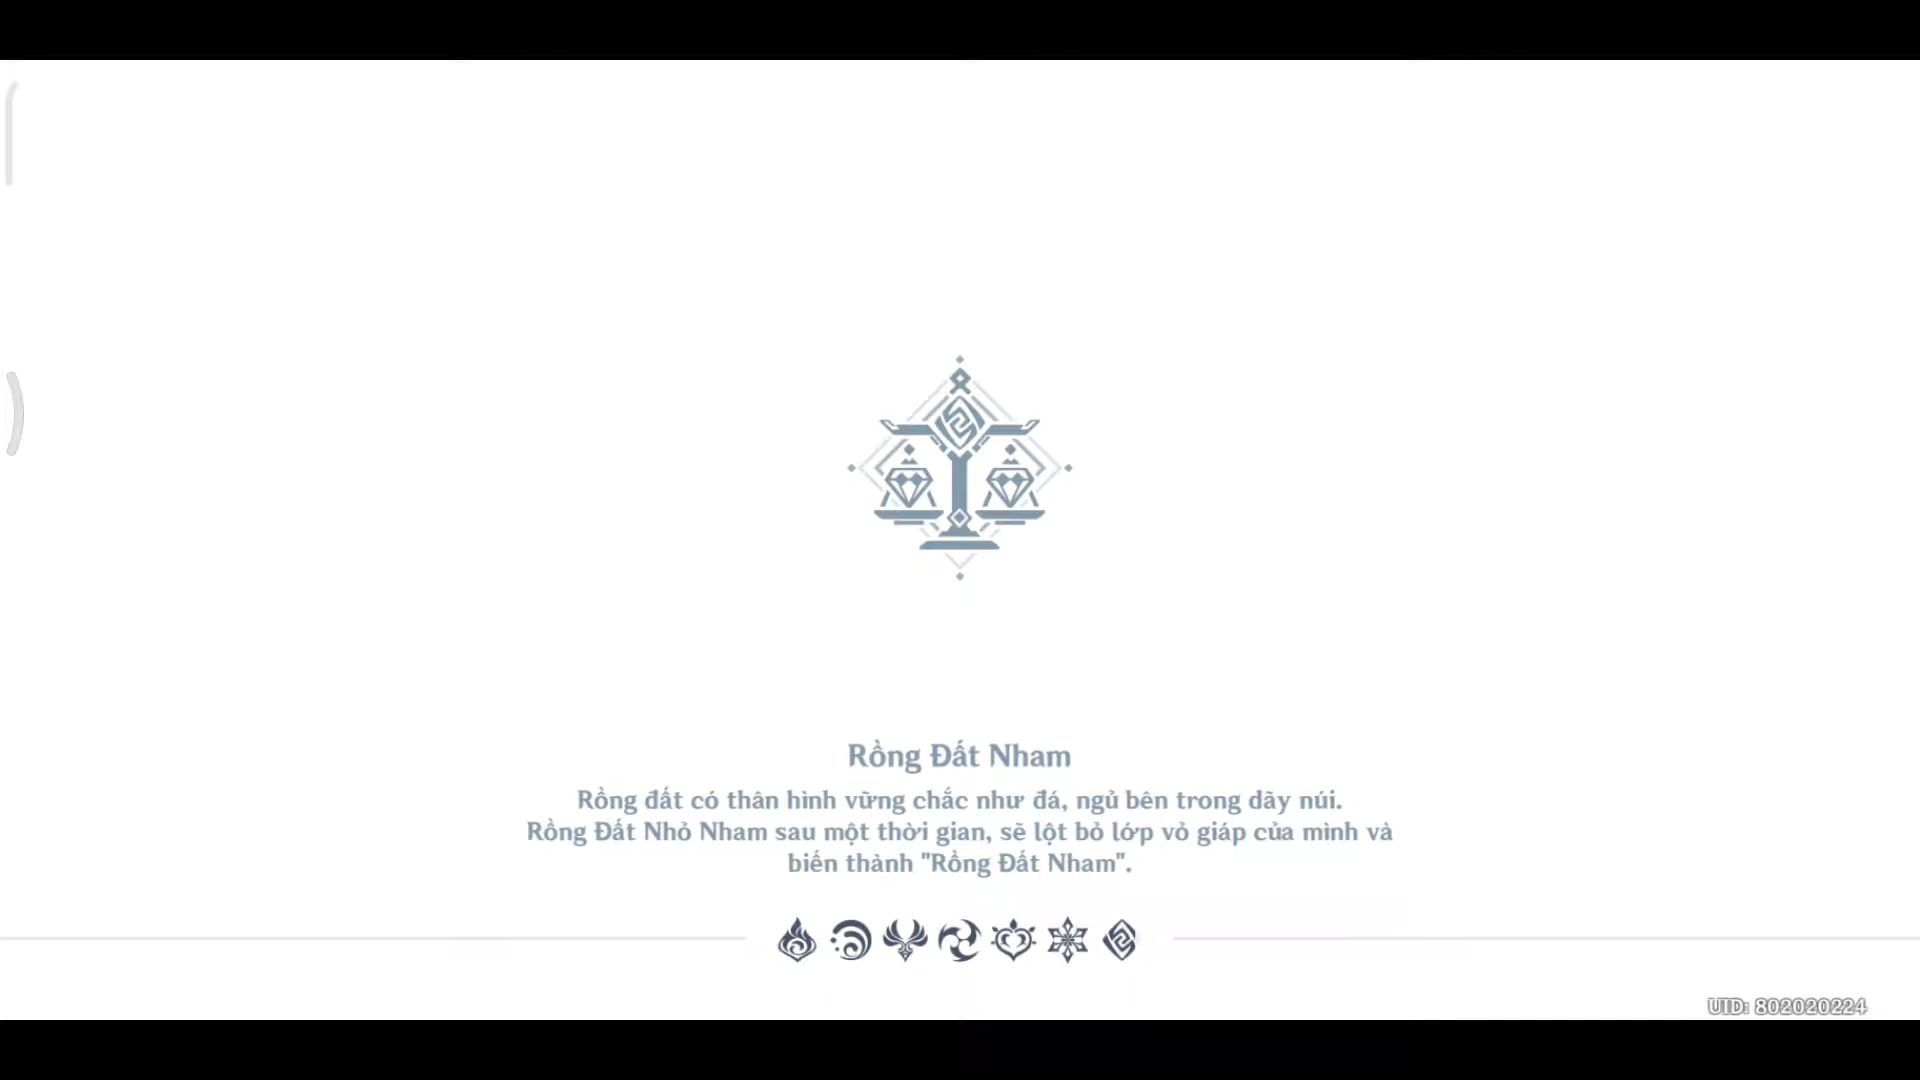 Rồng Đất Nham
Rồng đất có thân hình vững chắc như đá, ngủ bên trong dãy núi.
Rồng Đất Nhỏ Nham sau một thời gian, sẽ lột bỏ lớp vỏ giáp của mình và
biến thành "Rồng Đất Nham".
UID: 802020224